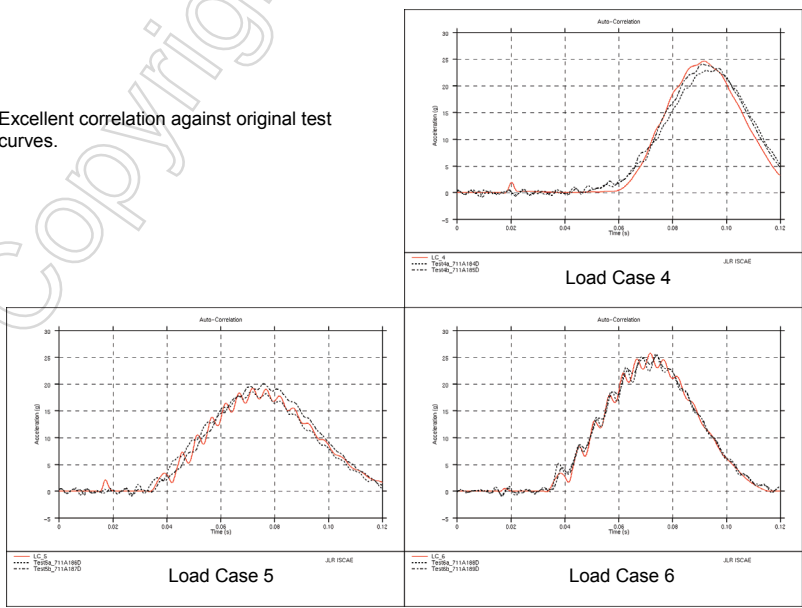 Copyrig
Excellent correlation against original test
curves.
Auto-Correlation
30
25
20
15
10
5
0
-5
Acceleration (g)
0
0.02
0.04
0.06
0.08
0.10
0.12
Time (s)
LC_4
Test4a_711A184D
Test4b_711A185D
JLR ISCAE
Load Case 4
Auto-Correlation
30
25
20
15
10
5
0
-5
Acceleration (g)
0
0.02
0.04
0.06
0.08
0.10
0.12
Time (s)
LC_5
Test5a_711A186D
Test5b_711A187D
JLR ISCAE
Load Case 5
Auto-Correlation
30
25
20
15
10
5
0
-5
Acceleration (g)
0
0.02
0.04
0.06
0.08
0.10
0.12
Time (s)
LC_6
Test6a_711A188D
Test6b_711A189D
JLR ISCAE
Load Case 6